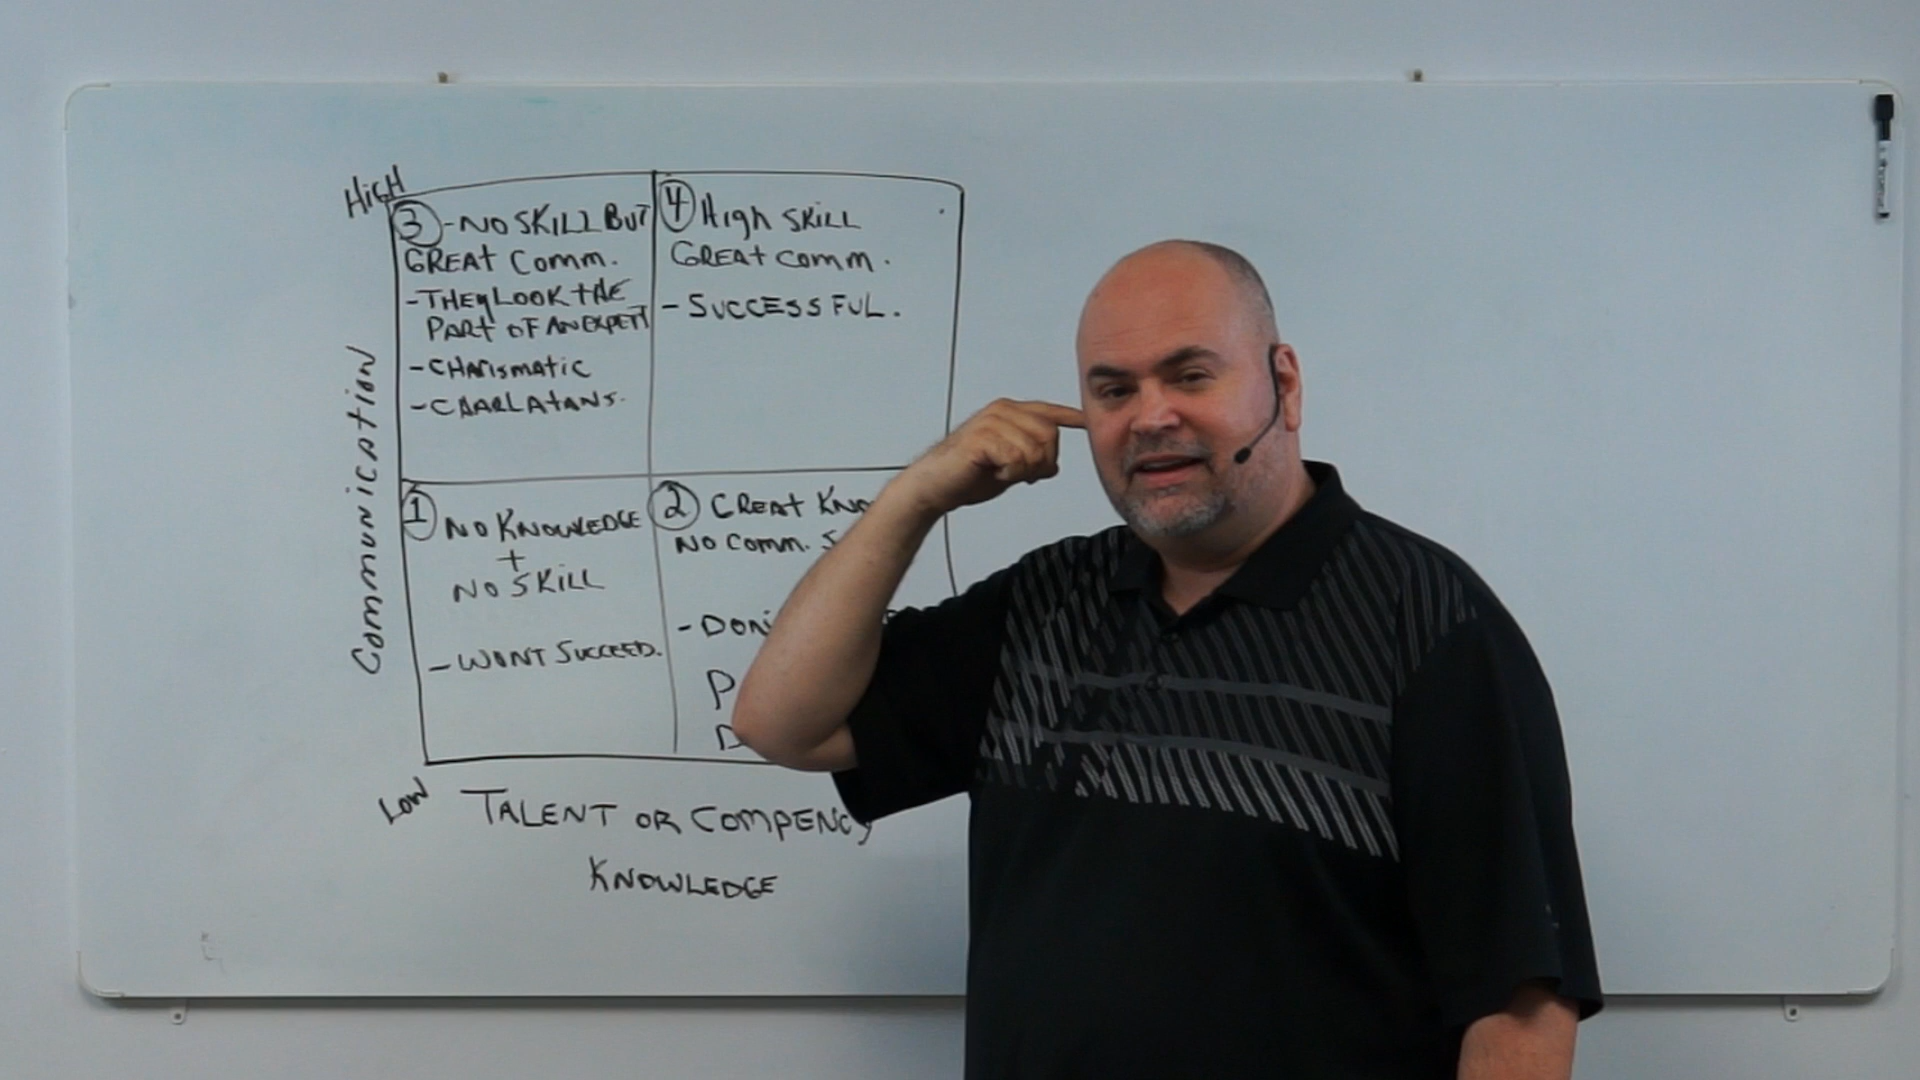 HIGH
③ - NO SKILL BUT
GREAT COMM.
- THEY LOOK THE
PART OF AN EXPERT
- CHARISMATIC
- CHARLATANS.
④ HIGH SKILL
GREAT COMM.
- SUCCESSFUL.
Communication
① NO KNOWLEDGE
+
NO SKILL
- WONT SUCCEED.
② GREAT
NO COMM.
LOW
TALENT OR COMPENCY
KNOWLEDGE